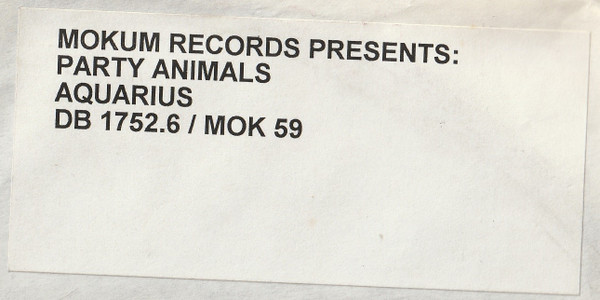 MOKUM RECORDS PRESENTS:
PARTY ANIMALS
AQUARIUS
DB 1752.6 / MOK 59